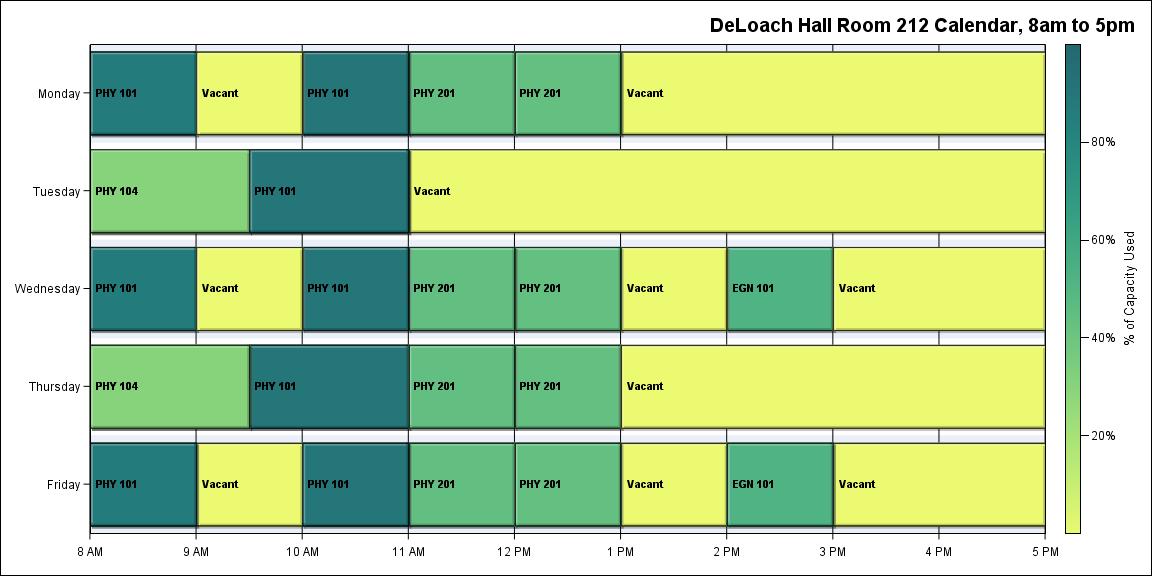 DeLoach Hall Room 212 Calendar, 8am to 5pm
Monday
PHY 101
Vacant
PHY 101
PHY 201
PHY 201
Vacant
Tuesday
PHY 104
PHY 101
Vacant
Wednesday
PHY 101
Vacant
PHY 101
PHY 201
PHY 201
Vacant
EGN 101
Vacant
Thursday
PHY 104
PHY 101
PHY 201
PHY 201
Vacant
Friday
PHY 101
Vacant
PHY 101
PHY 201
PHY 201
Vacant
EGN 101
Vacant
8 AM
9 AM
10 AM
11 AM
12 PM
1 PM
2 PM
3 PM
4 PM
5 PM
80%
60%
40%
20%
% of Capacity Used